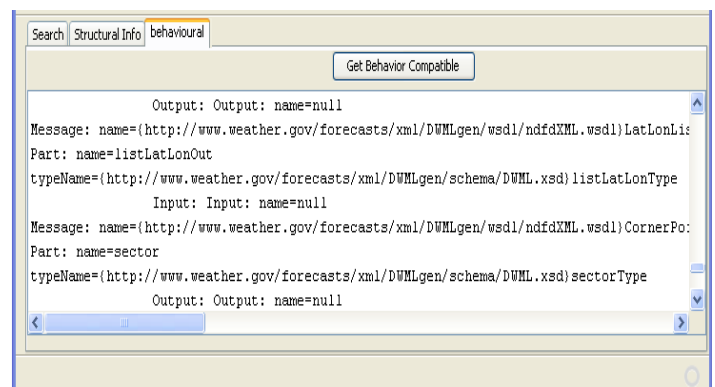 Search Structural Info behavioural
Get Behavior Compatible
Output: Output: name=null
Message: name={http://www.weather.gov/forecasts/xml/DWMLgen/wsdl/ndfdXML.wsdl}LatLonLis
Part: name=listLatLonOut
typeName={http://www.weather.gov/forecasts/xml/DWMLgen/schema/DWML.xsd}listLatLonType
Input: Input: name=null
Message: name={http://www.weather.gov/forecasts/xml/DWMLgen/wsdl/ndfdXML.wsdl}CornerPo
Part: name=sector
typeName={http://www.weather.gov/forecasts/xml/DWMLgen/schema/DWML.xsd}sectorType
Output: Output: name=null